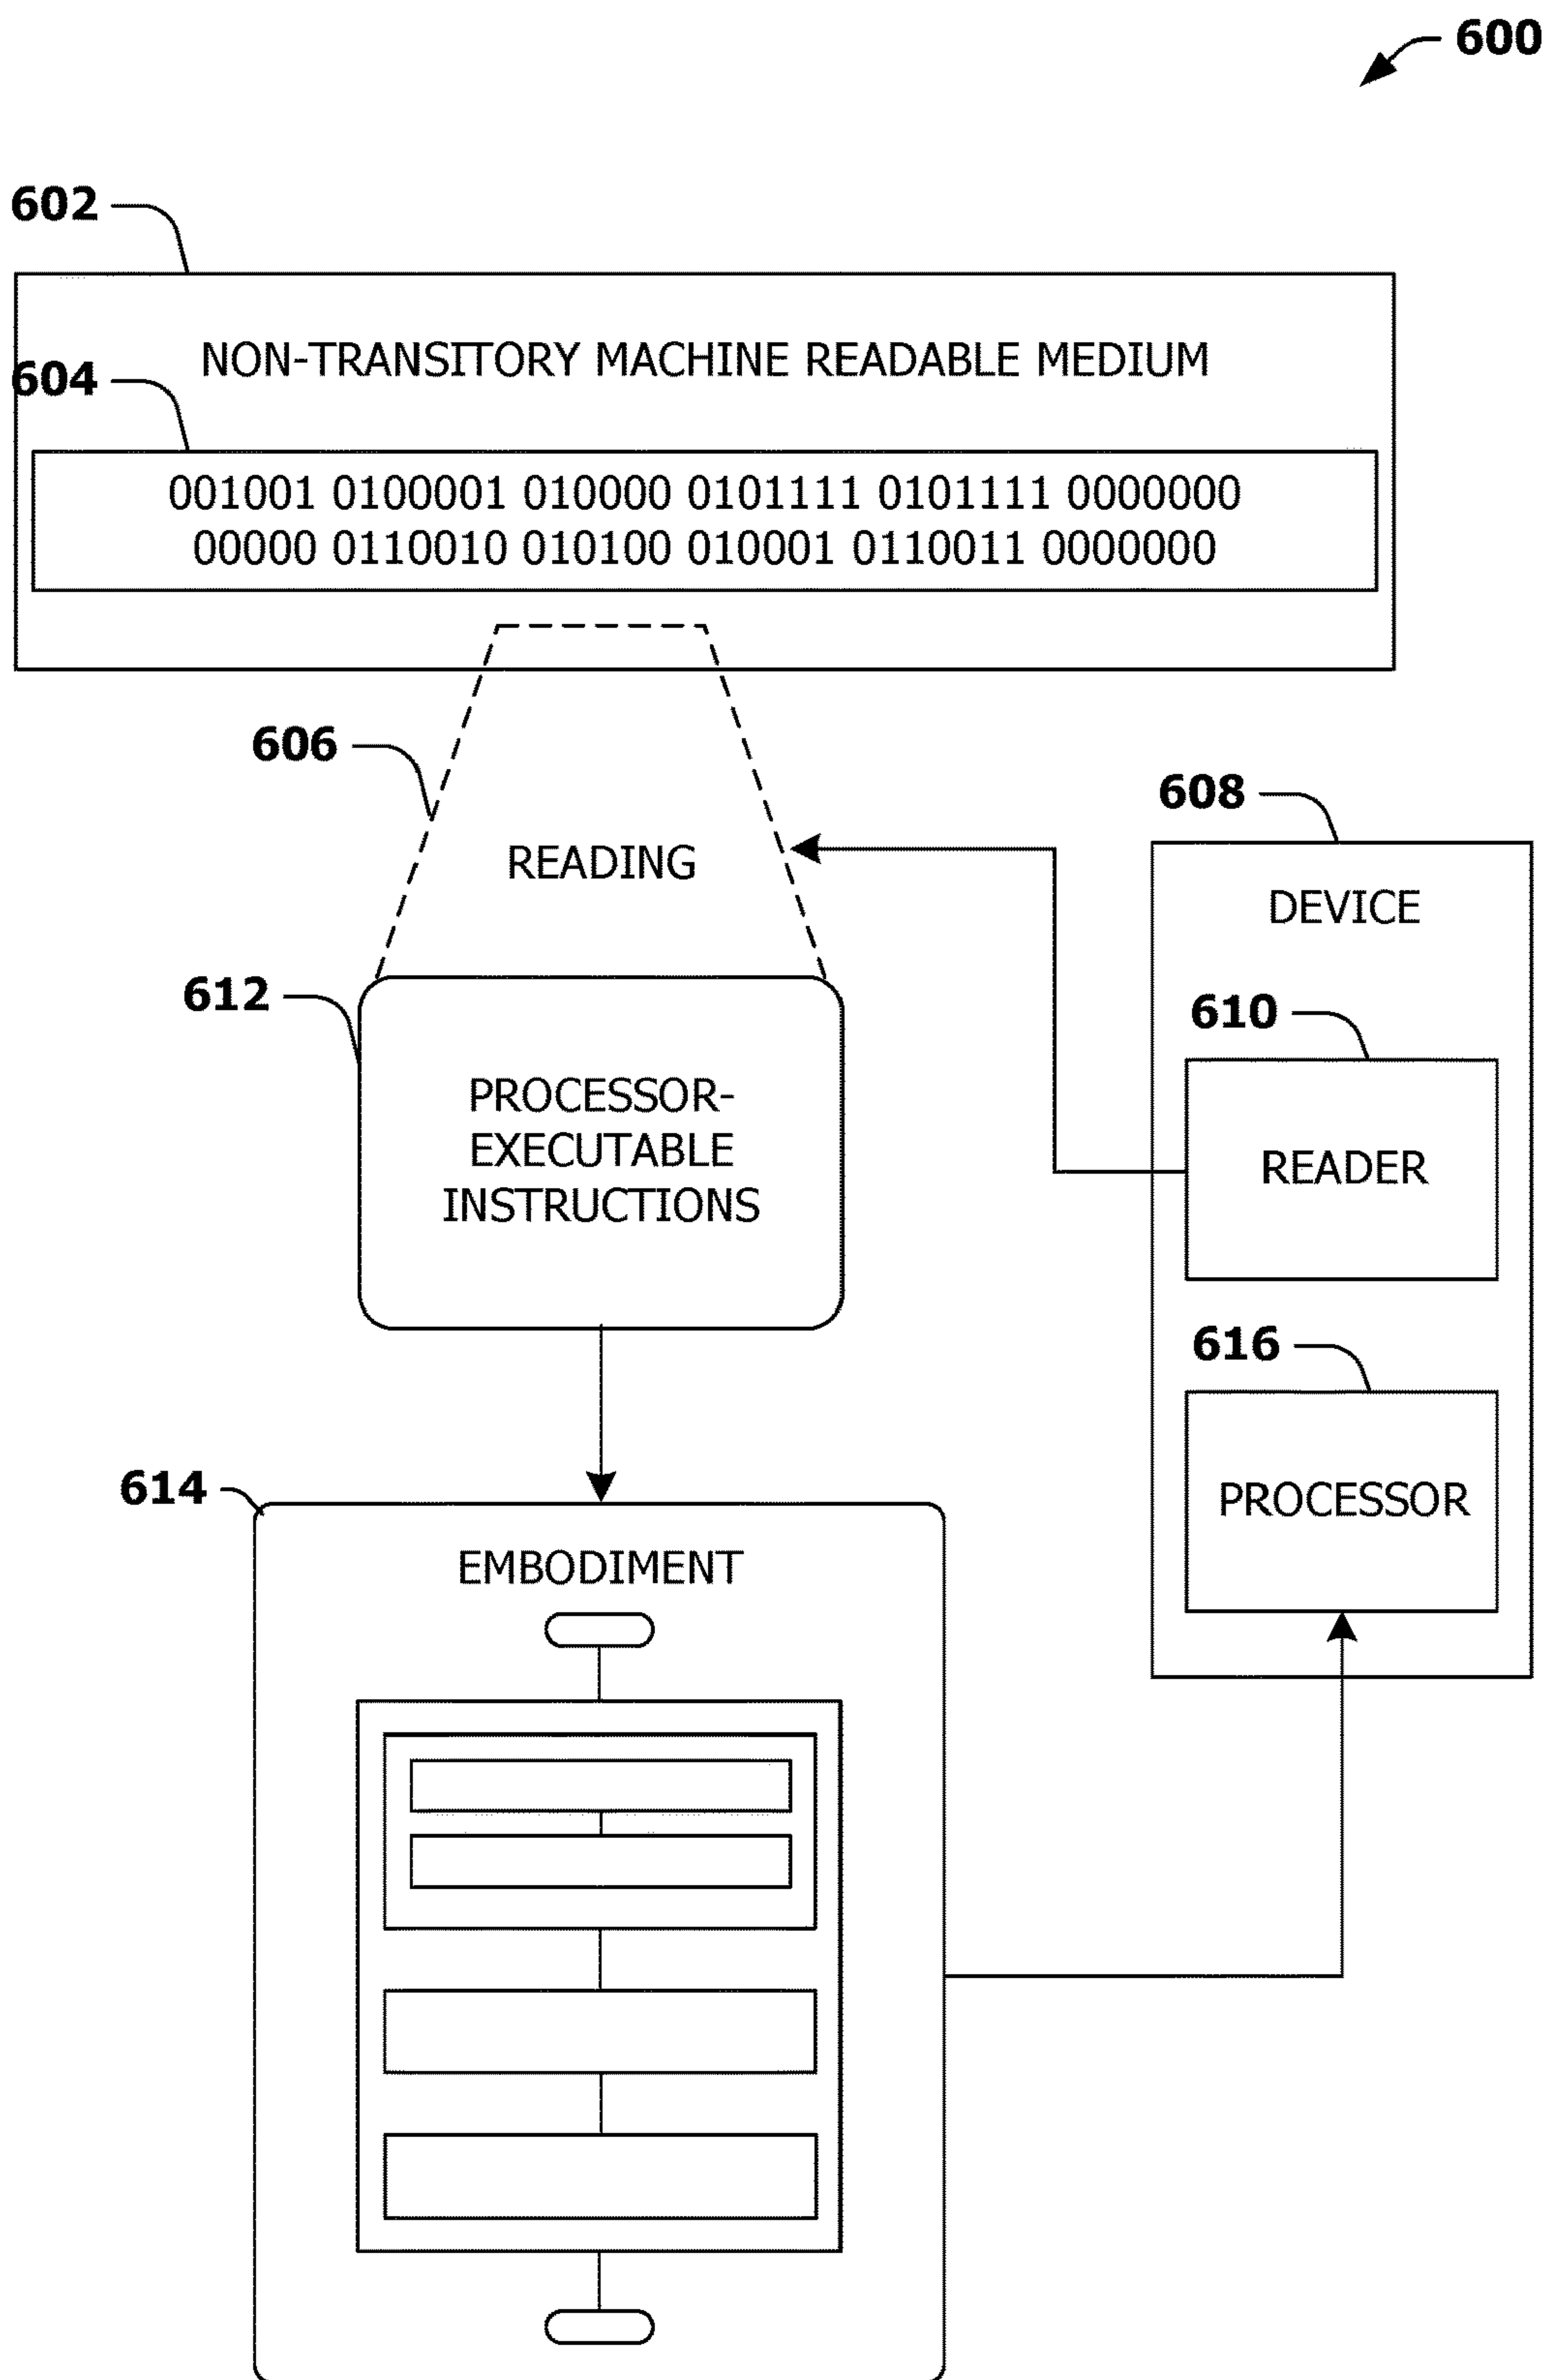 600
602
NON-TRANSITORY MACHINE READABLE MEDIUM
604
001001 0100001 010000 0101111 0101111 0000000
00000 0110010 010100 010001 0110011 0000000
606
READING
608
DEVICE
612
PROCESSOR-
EXECUTABLE
INSTRUCTIONS
610
READER
616
PROCESSOR
614
EMBODIMENT